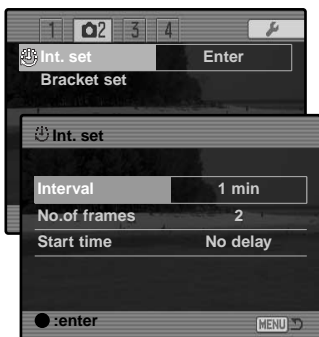 1 2 3 4
Int. set Enter
Bracket set
Int. set
Interval 1 min
No.of frames 2
Start time No delay
:enter MENU